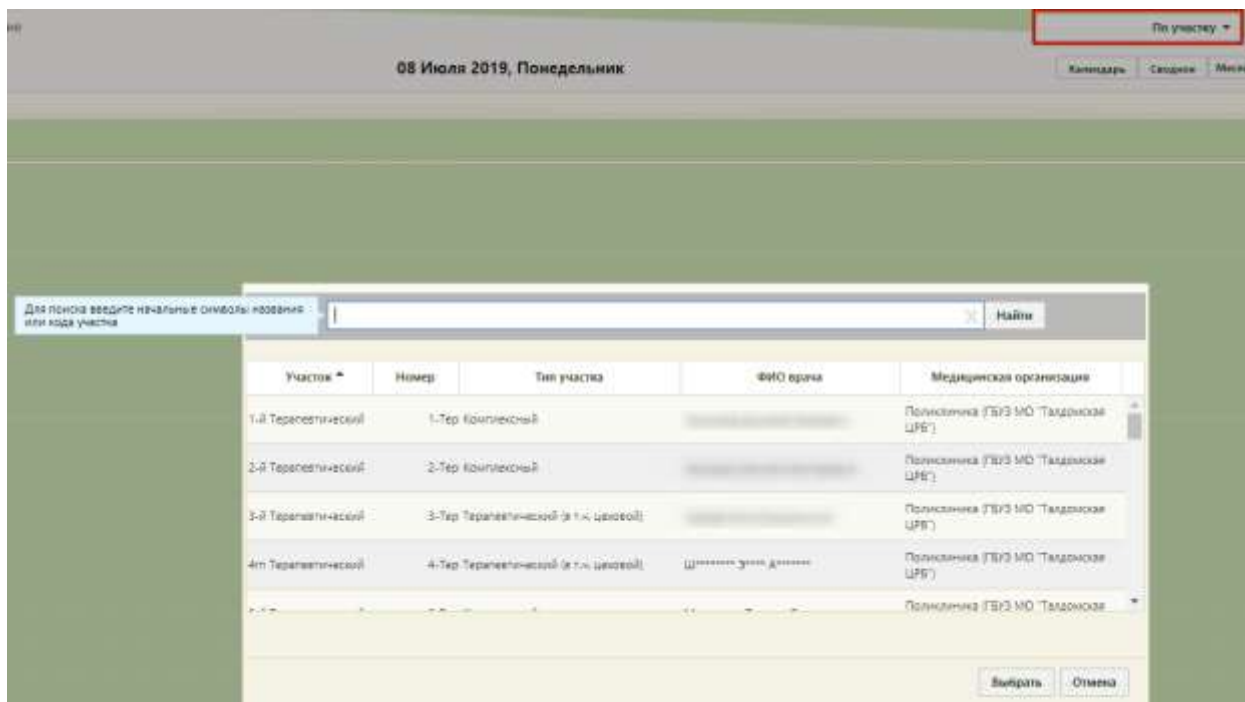 По участку
08 Июля 2019, Понедельник
Календарь Сводное
Для поиска введите начальные символы названия
или кода участка
Найти
Участок Номер Тип участка ФИО врача Медицинская организация
1-й Терапевтический 1-Тер Комплексный Поликлиника (ГБУЗ МО "Талдомская
ЦРБ")
2-й Терапевтический 2-Тер Комплексный Поликлиника (ГБУЗ МО "Талдомская
ЦРБ")
3-й Терапевтический 3-Тер Терапевтический (в т.ч. цеховой) Поликлиника (ГБУЗ МО "Талдомская
ЦРБ")
4й Терапевтический 4-Тер Терапевтический (в т.ч. цеховой) Ш******** З**** А******* Поликлиника (ГБУЗ МО "Талдомская
ЦРБ")
Поликлиника (ГБУЗ МО "Талдомская
Выбрать Отмена